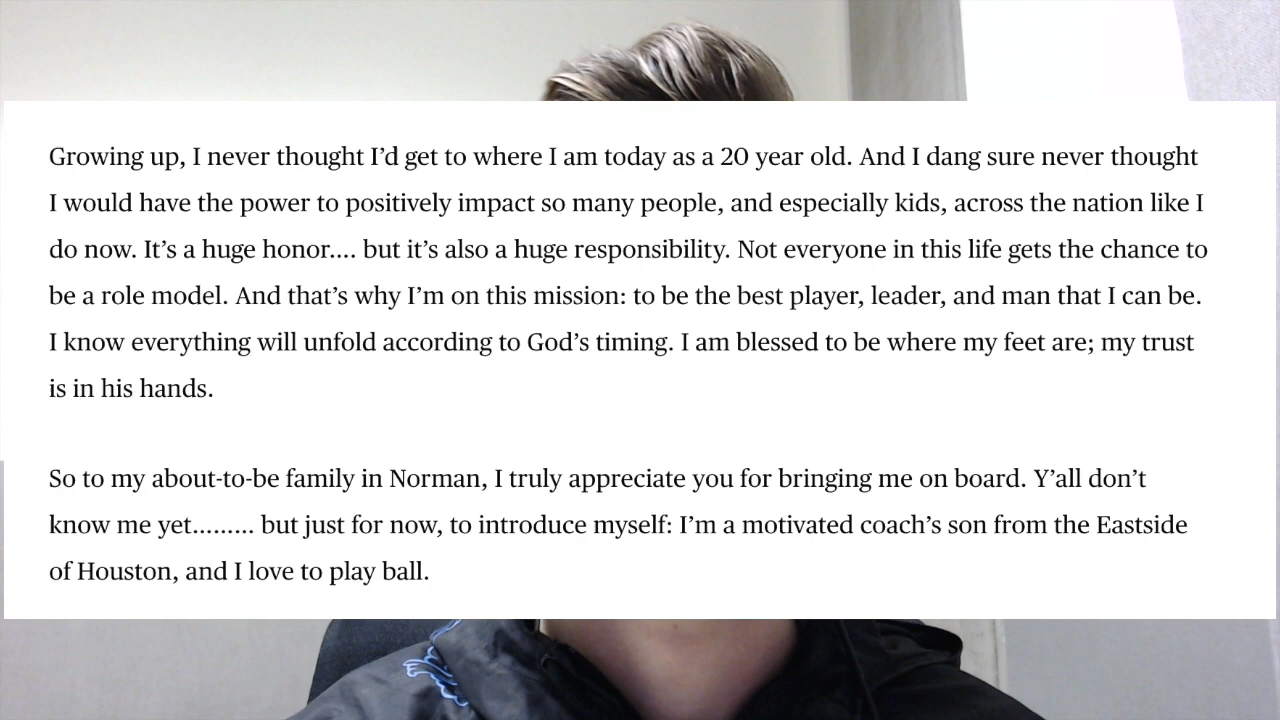 Growing up, I never thought I’d get to where I am today as a 20 year old. And I dang sure never thought
I would have the power to positively impact so many people, and especially kids, across the nation like I
do now. It’s a huge honor.... but it’s also a huge responsibility. Not everyone in this life gets the chance to
be a role model. And that’s why I’m on this mission: to be the best player, leader, and man that I can be.
I know everything will unfold according to God’s timing. I am blessed to be where my feet are; my trust
is in his hands.
So to my about-to-be family in Norman, I truly appreciate you for bringing me on board. Y’all don’t
know me yet......... but just for now, to introduce myself: I’m a motivated coach’s son from the Eastside
of Houston, and I love to play ball.